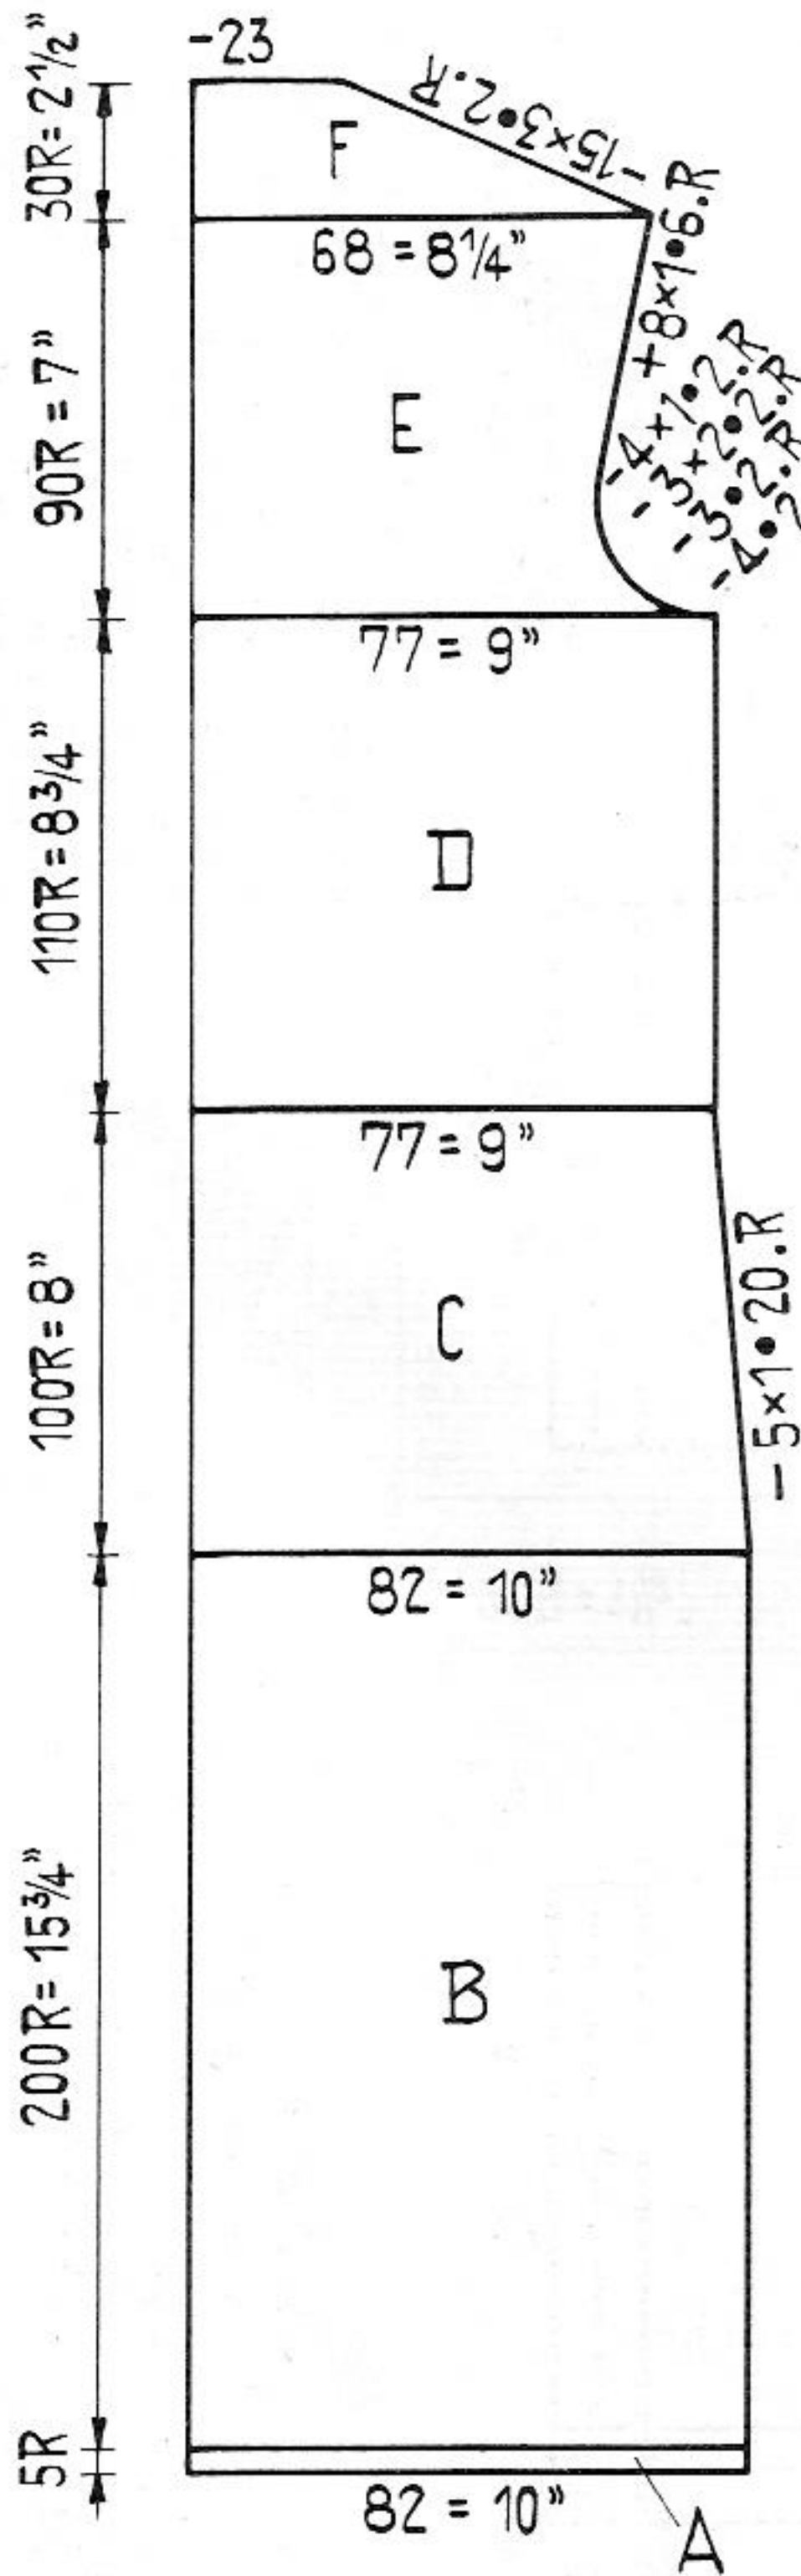 -23
30R = 2½”
F
-15×3•2.R
68 = 8¼”
+8×1•6.R
90R = 7”
E
-4+1•2.R
-3+2•2.R
-3•2.R
-4•2
77 = 9”
110R = 8¾”
D
77 = 9”
100R = 8”
C
-5×1•20.R
82 = 10”
200R = 15¾”
B
5R
82 = 10”
A